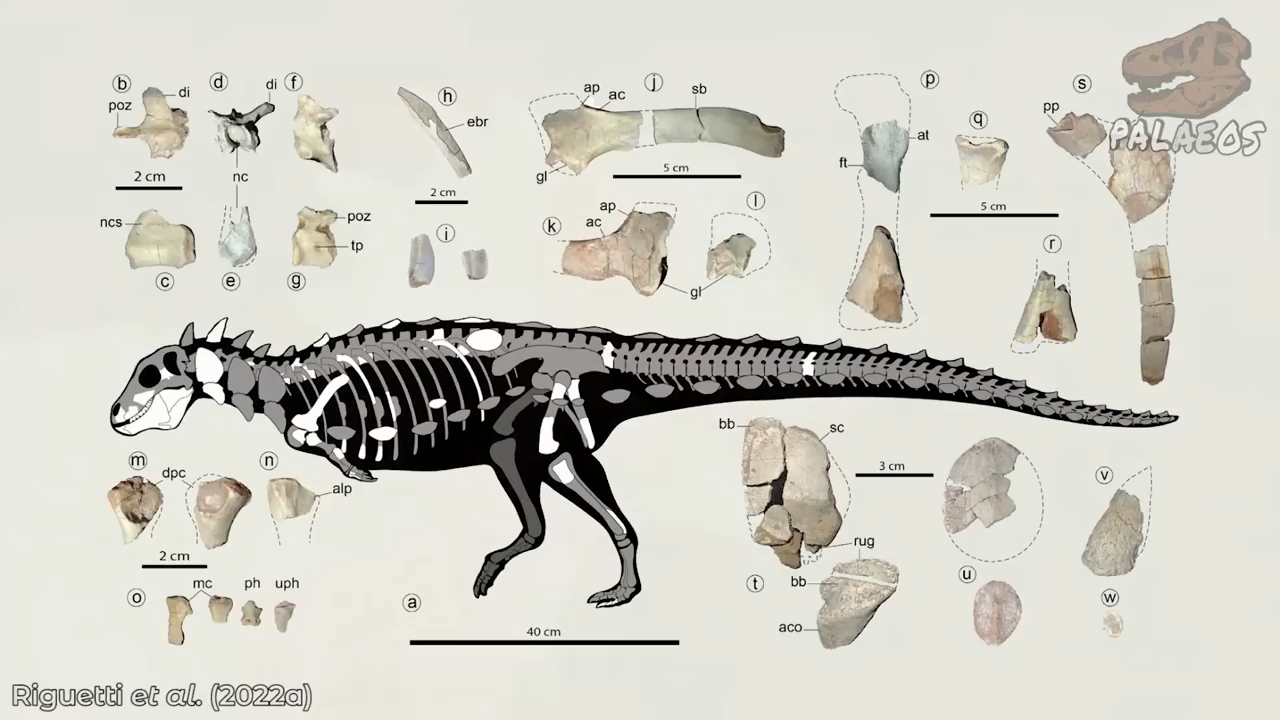 PALAEOS
b
di
poz
2 cm
d
di
nc
f
h
ebr
2 cm
j
ap
ac
sb
gl
5 cm
p
at
ft
q
5 cm
s
pp
ncs
c
e
poz
tp
g
i
k
ap
ac
gl
l
r
m
dpc
n
alp
2 cm
o
mc
ph
uph
a
40 cm
bb
sc
3 cm
rug
t
bb
aco
u
v
w
Riguetti et al. (2022a)